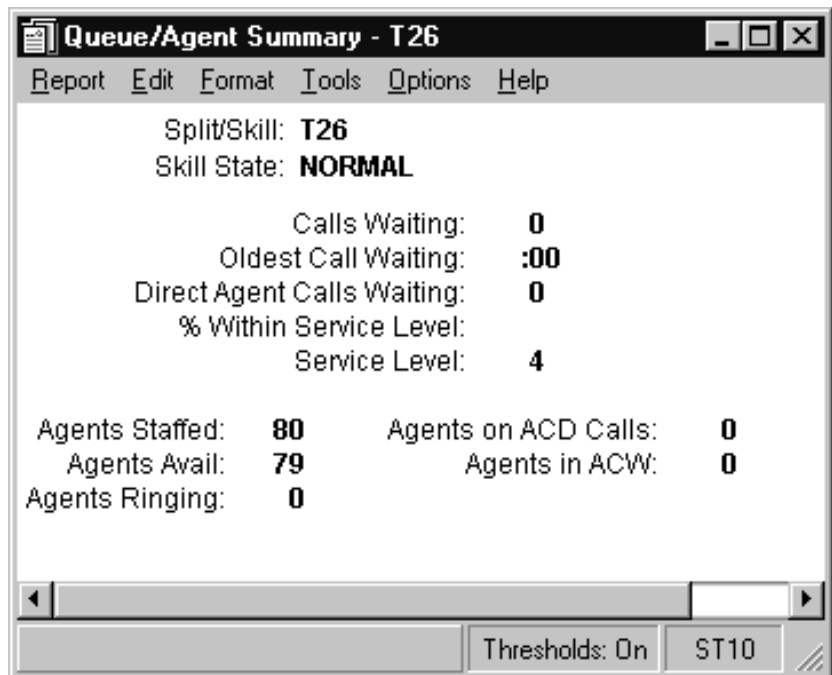 Queue/Agent Summary - T26
Report Edit Format Tools Options Help
Split/Skill: T26
Skill State: NORMAL
Calls Waiting: 0
Oldest Call Waiting: :00
Direct Agent Calls Waiting: 0
% Within Service Level:
Service Level: 4
Agents Staffed: 80 Agents on ACD Calls: 0
Agents Avail: 79 Agents in ACW: 0
Agents Ringing: 0
Thresholds: On ST10